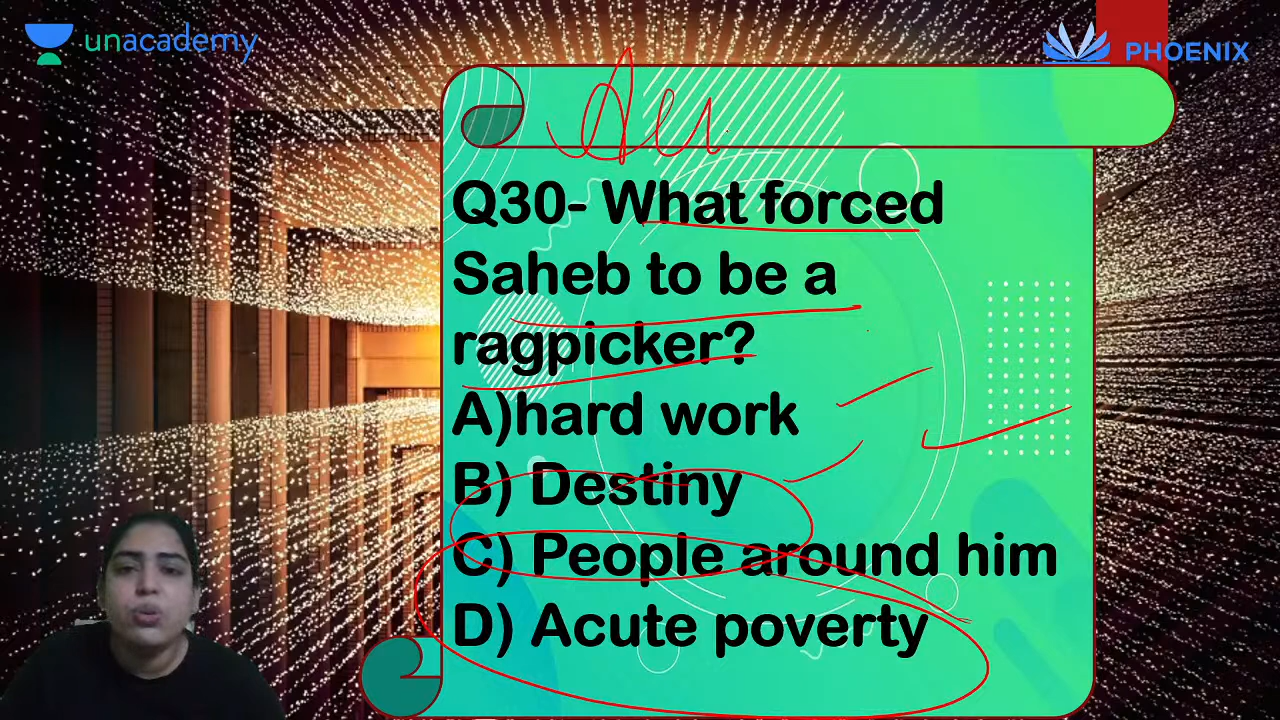 unacademy
PHOENIX
Q30- What forced
Saheb to be a
ragpicker?
A)hard work
B) Destiny
C) People around him
D) Acute poverty